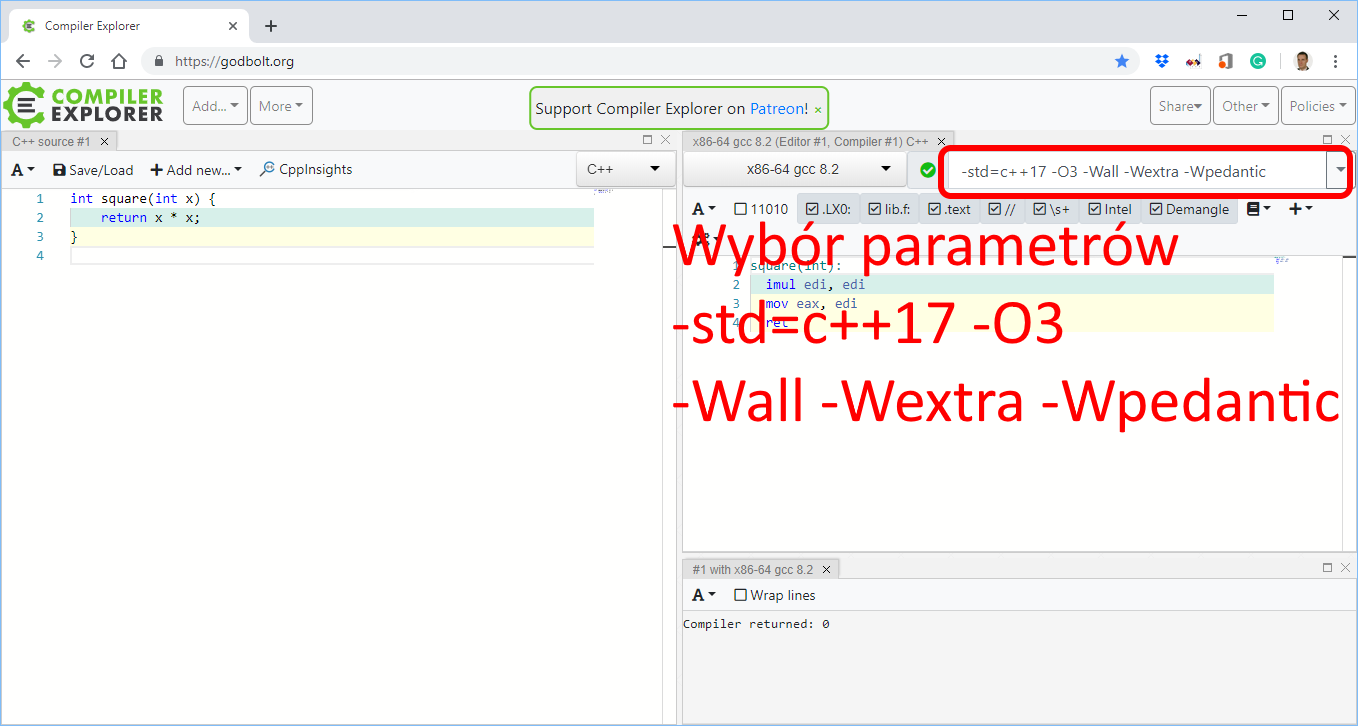 Compiler Explorer
https://godbolt.org
COMPILER
EXPLORER
Add...
More
Support Compiler Explorer on Patreon! ×
Share
Other
Policies
C++ source #1
A
Save/Load
Add new...
CppInsights
C++
1 int square(int x) {
2 return x * x;
3 }
4
x86-64 gcc 8.2 (Editor #1, Compiler #1) C++
x86-64 gcc 8.2
-std=c++17 -O3 -Wall -Wextra -Wpedantic
A
11010
.LX0:
lib.f:
.text
//
\s+
Intel
Demangle
Wybór parametrów
-std=c++17 -O3
-Wall -Wextra -Wpedantic
1 square(int):
2 imul edi, edi
3 mov eax, edi
4 ret
#1 with x86-64 gcc 8.2
A
Wrap lines
Compiler returned: 0